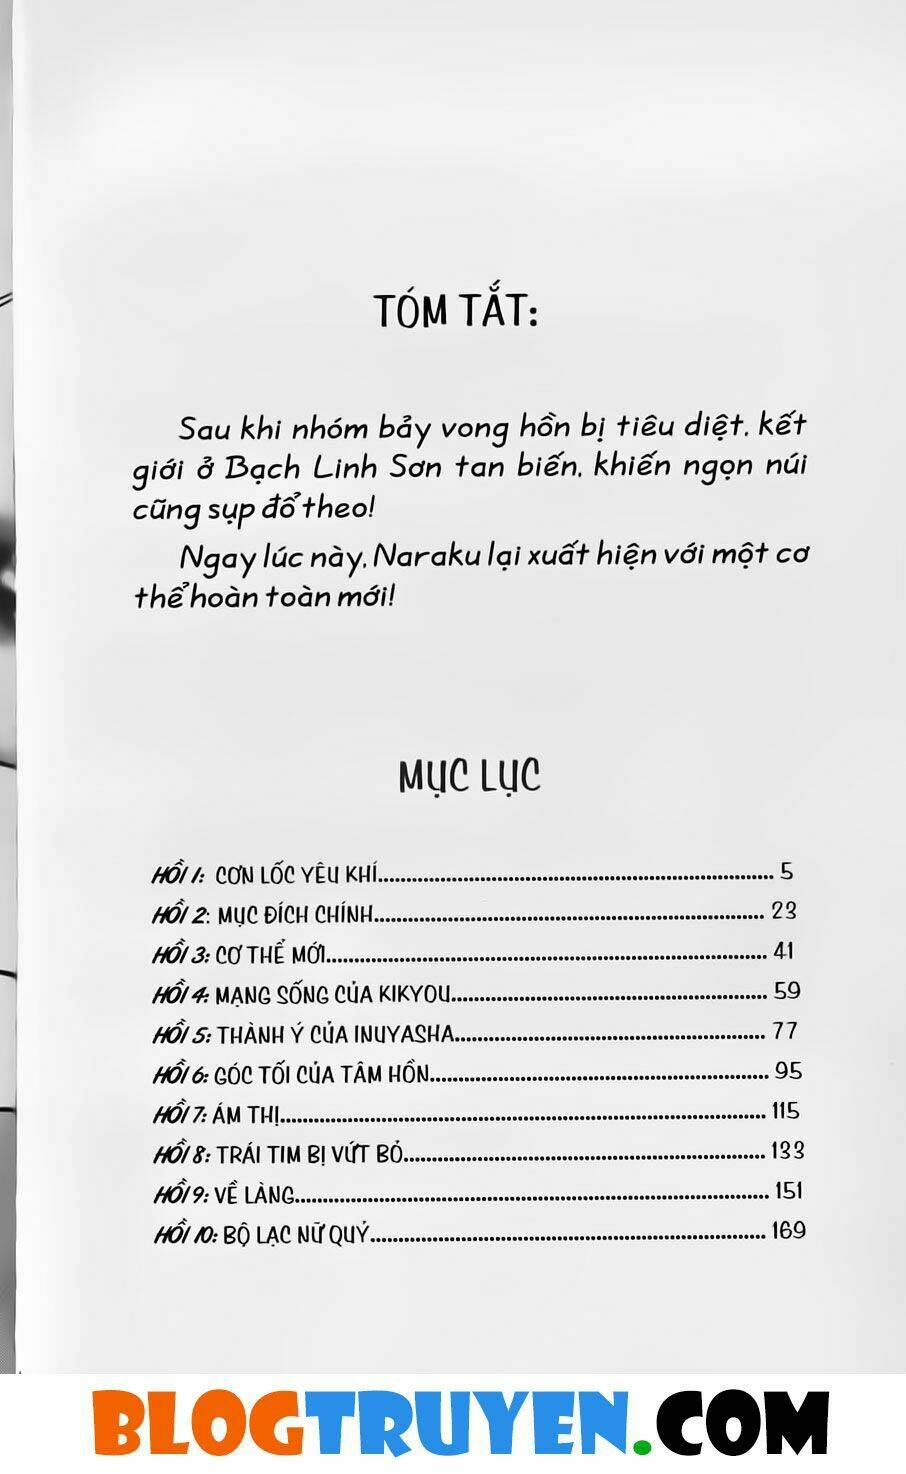 TÓM TẮT:
Sau khi nhóm bảy vong hồn bị tiêu diệt, kết
giới ở Bạch Linh Sơn tan biến, khiến ngọn núi
cũng sụp đổ theo!
Ngay lúc này, Naraku lại xuất hiện với một cơ
thể hoàn toàn mới!
MỤC LỤC
HỒI 1: CƠN LỐC YÊU KHÍ.......... 5
HỒI 2: MỤC ĐÍCH CHÍNH.......... 23
HỒI 3: CƠ THỂ MỚI.......... 41
HỒI 4: MẠNG SỐNG CỦA KIKYOU.......... 59
HỒI 5: THÀNH Ý CỦA INUYASHA.......... 77
HỒI 6: GÓC TỐI CỦA TÂM HỒN.......... 95
HỒI 7: ÁM THỊ.......... 115
HỒI 8: TRÁI TIM BỊ VỨT BỎ.......... 133
HỒI 9: VỀ LÀNG.......... 151
HỒI 10: BỘ LẠC NỮ QUỶ.......... 169
BLOGTRUYEN.COM